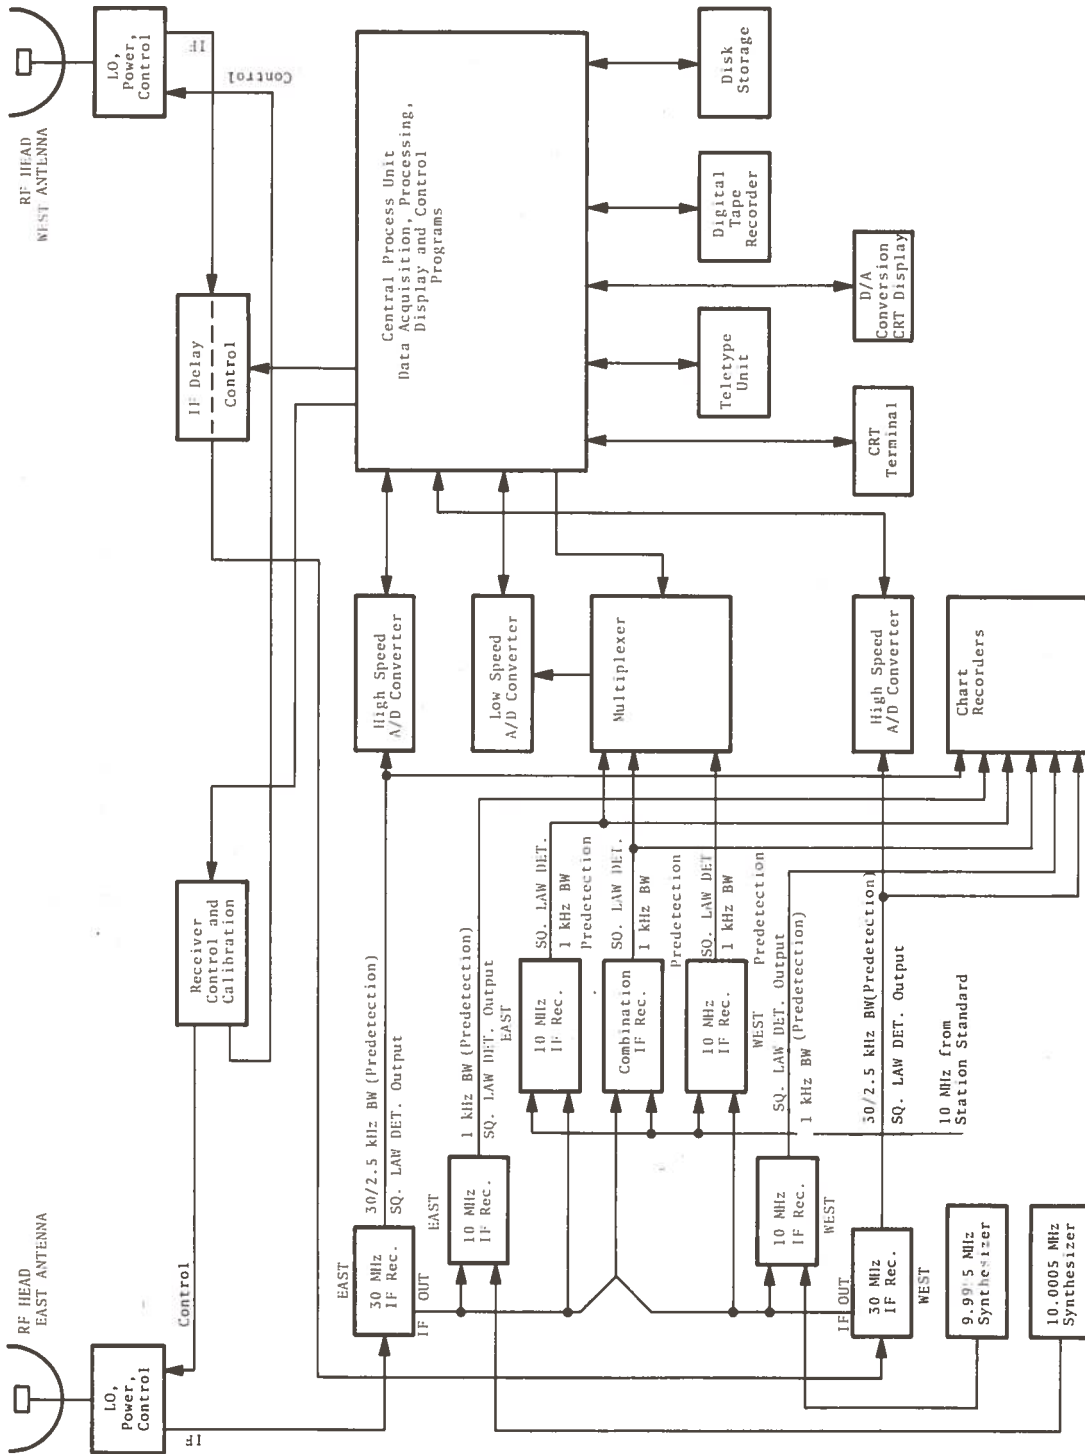 RF HEAD
EAST ANTENNA
LO,
Power,
Control
IF
Control
Receiver
Control and
Calibration
IF Delay
Control
RF HEAD
WEST ANTENNA
LO,
Power,
Control
IF
Control
EAST
30 MHz
IF Rec.
IF OUT
30/2.5 kHz BW (Predetection)
SQ. LAW DET. Output
High Speed
A/D Converter
Central Process Unit
Data Acquisition, Processing,
Display and Control
Programs
EAST
10 MHz
IF Rec.
1 kHz BW (Predetection)
SQ. LAW DET. Output
Low Speed
A/D Converter
EAST
10 MHz
IF Rec.
SQ. LAW DET.
1 kHz BW
Predetection
Combination
IF Rec.
SQ. LAW DET.
1 kHz BW
Predetection
Multiplexer
10 MHz
IF Rec.
WEST
SQ. LAW DET
1 kHz BW
Predetection
10 MHz
IF Rec.
WEST
SQ. LAW DET. Output
1 kHz BW (Predetection)
IF OUT
30 MHz
IF Rec.
WEST
30/2.5 kHz BW(Predetection)
SQ. LAW DET. Output
High Speed
A/D Converter
10 MHz from
Station Standard
Chart
Recorders
Synthesizer
10.0005 MHz
Synthesizer
CRT
Terminal
Teletype
Unit
D/A
Conversion
CRT Display
Digital
Tape
Recorder
Disk
Storage